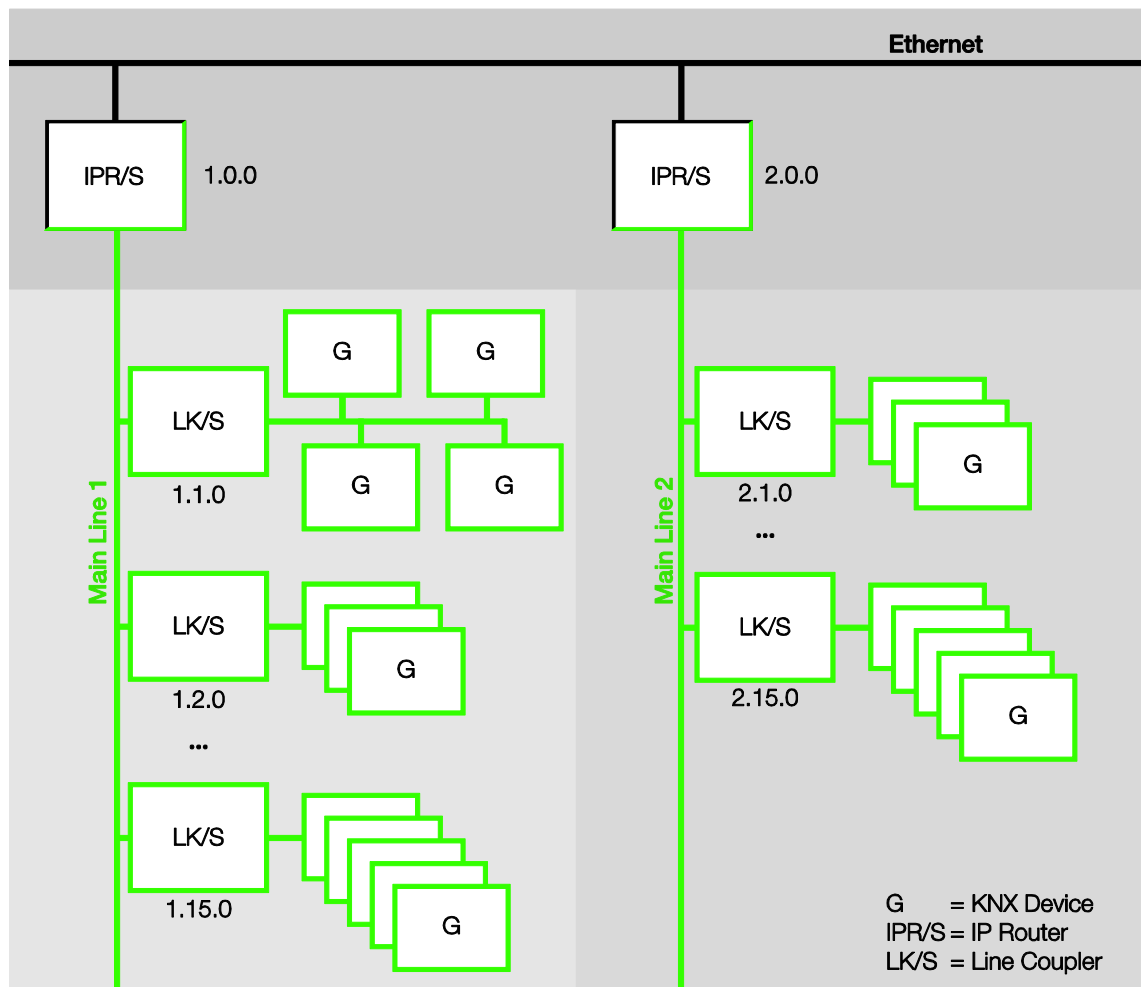 Ethernet
IPR/S
1.0.0
IPR/S
2.0.0
Main Line 1
G
G
LK/S
G
G
1.1.0
LK/S
G
1.2.0
...
LK/S
G
1.15.0
Main Line 2
LK/S
G
2.1.0
...
LK/S
G
2.15.0
G = KNX Device
IPR/S = IP Router
LK/S = Line Coupler